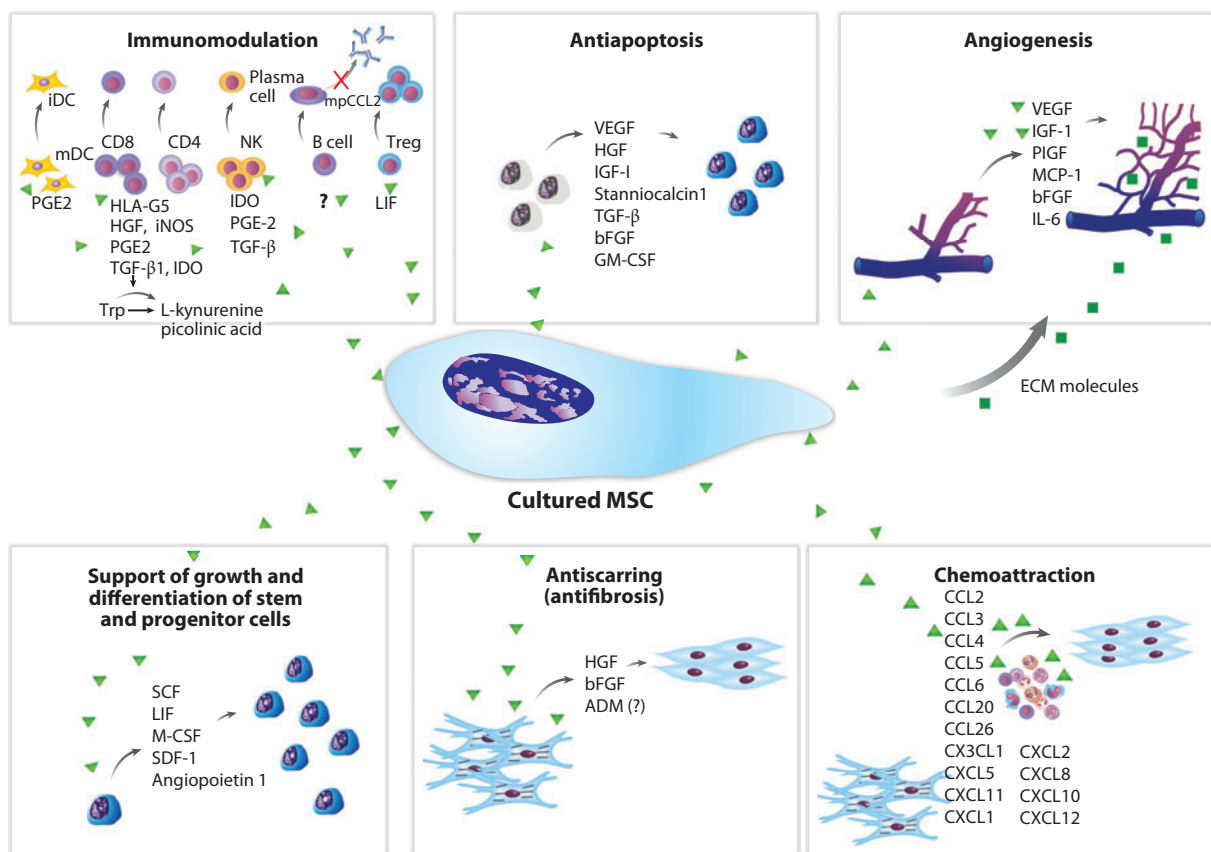 Immunomodulation
iDC
mDC
PGE2
CD8
HLA-G5
HGF, iNOS
PGE2
TGF-β1, IDO
Trp
L-kynurenine
picolinic acid
CD4
NK
IDO
PGE-2
TGF-β
Plasma
cell
mpCCL2
B cell
?
Treg
LIF
Antiapoptosis
VEGF
HGF
IGF-I
Stanniocalcin1
TGF-β
bFGF
GM-CSF
Angiogenesis
VEGF
IGF-1
PIGF
MCP-1
bFGF
IL-6
ECM molecules
Cultured MSC
Support of growth and
differentiation of stem
and progenitor cells
SCF
LIF
M-CSF
SDF-1
Angiopoietin 1
Antiscarring
(antifibrosis)
HGF
bFGF
ADM (?)
Chemoattraction
CCL2
CCL3
CCL4
CCL5
CCL6
CCL20
CCL26
CX3CL1
CXCL5
CXCL11
CXCL1
CXCL2
CXCL8
CXCL10
CXCL12